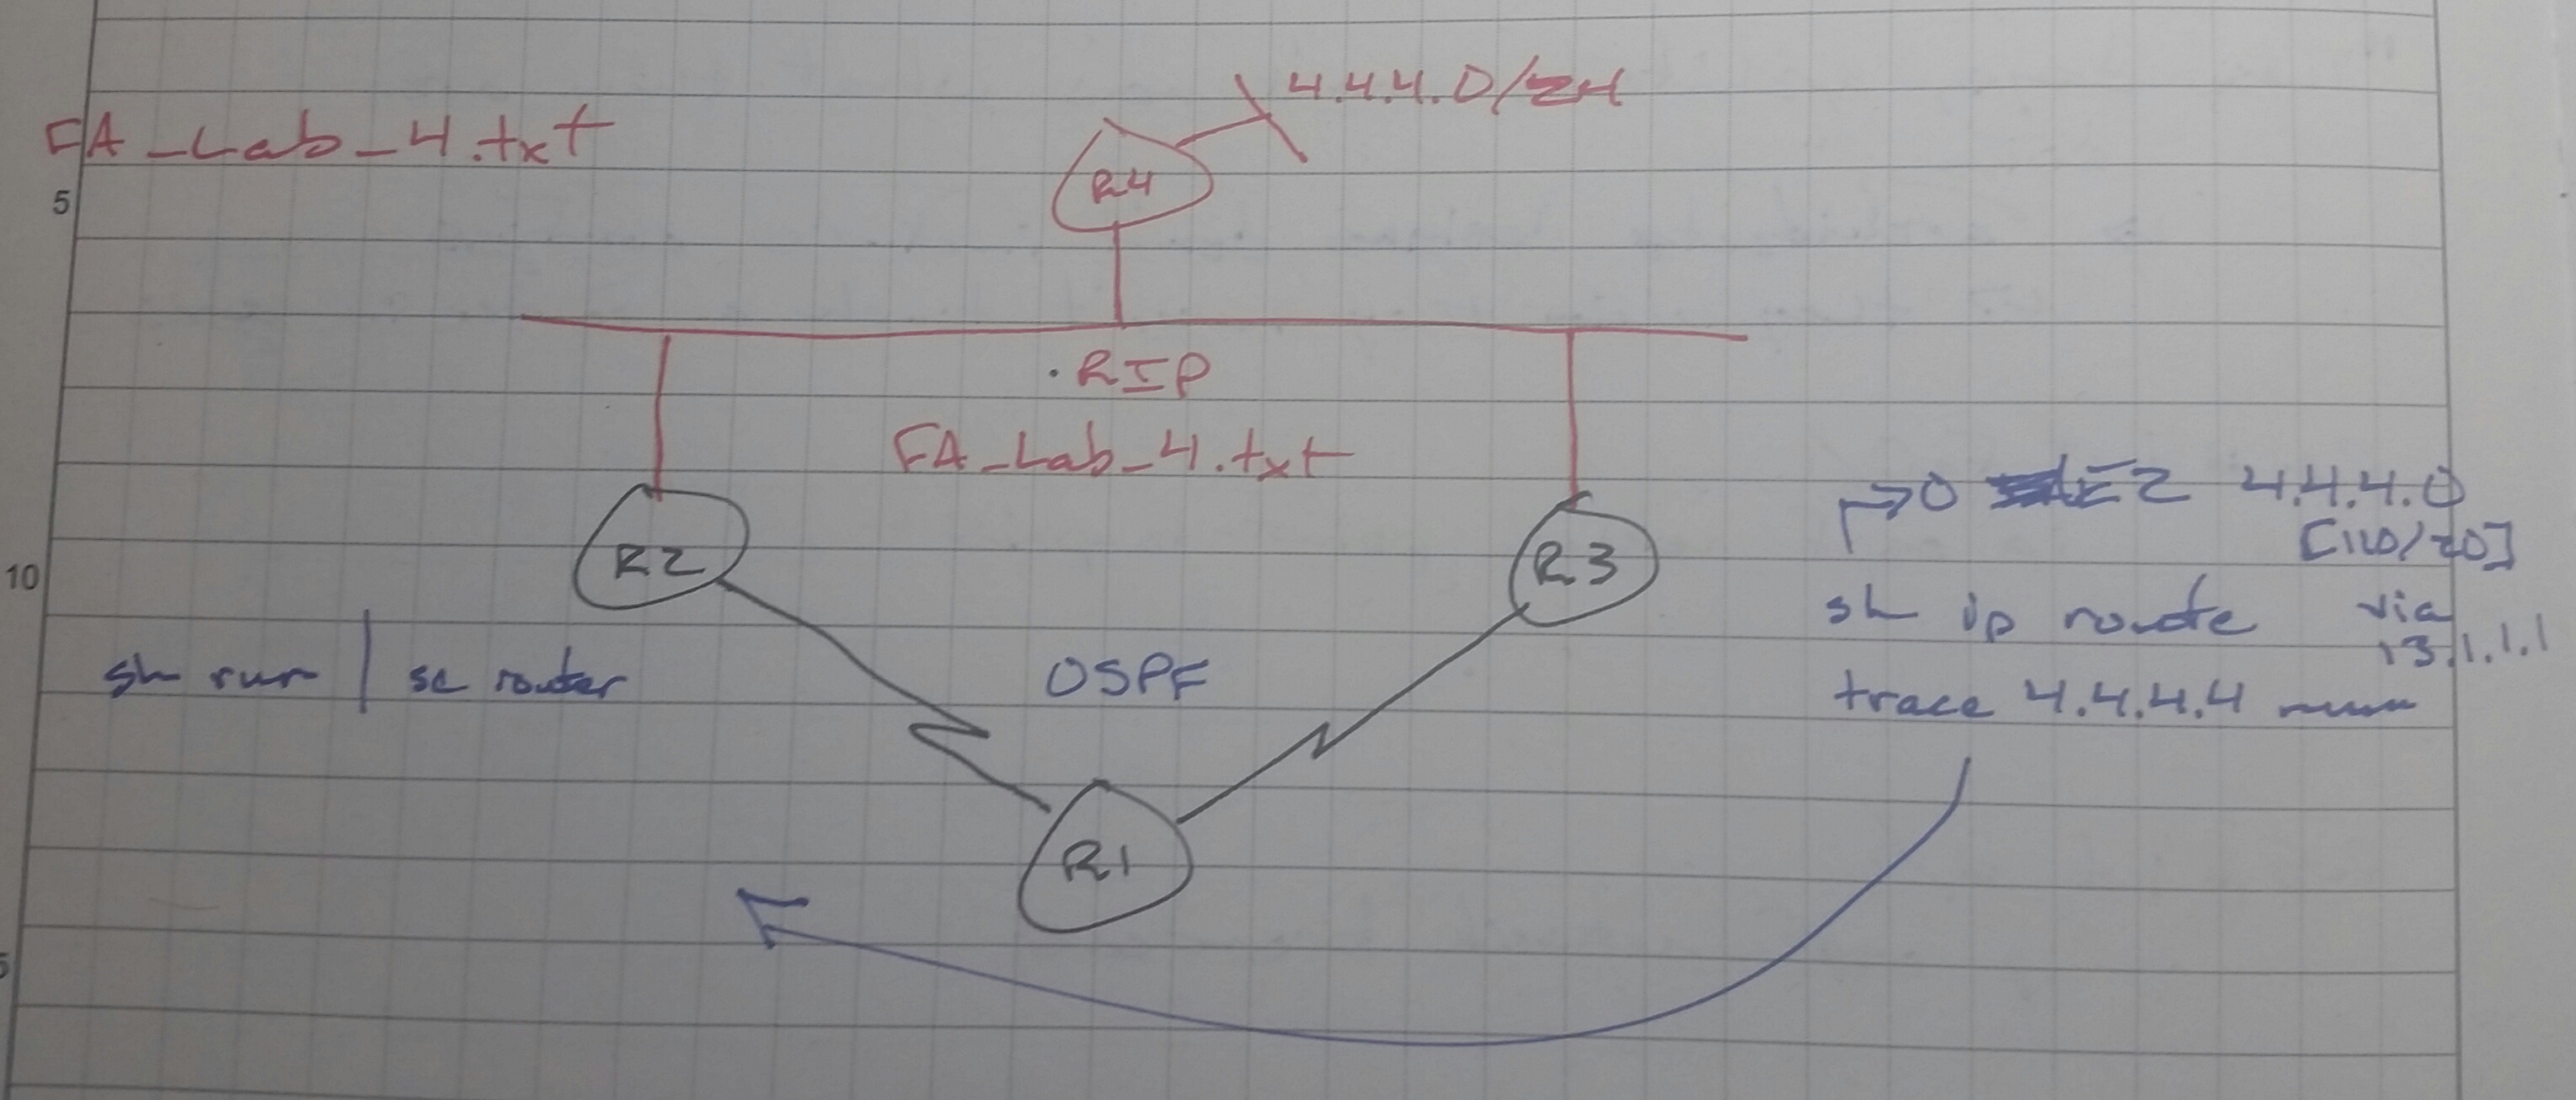 4.4.4.0/24
FA_Lab_4.txt
R4
5
RIP
FA_Lab_4.txt
O E2 4.4.4.0
[110/20]
R2
R3
10
sh ip route via
13.1.1.1
sh run | se router
OSPF
trace 4.4.4.4
R1
5